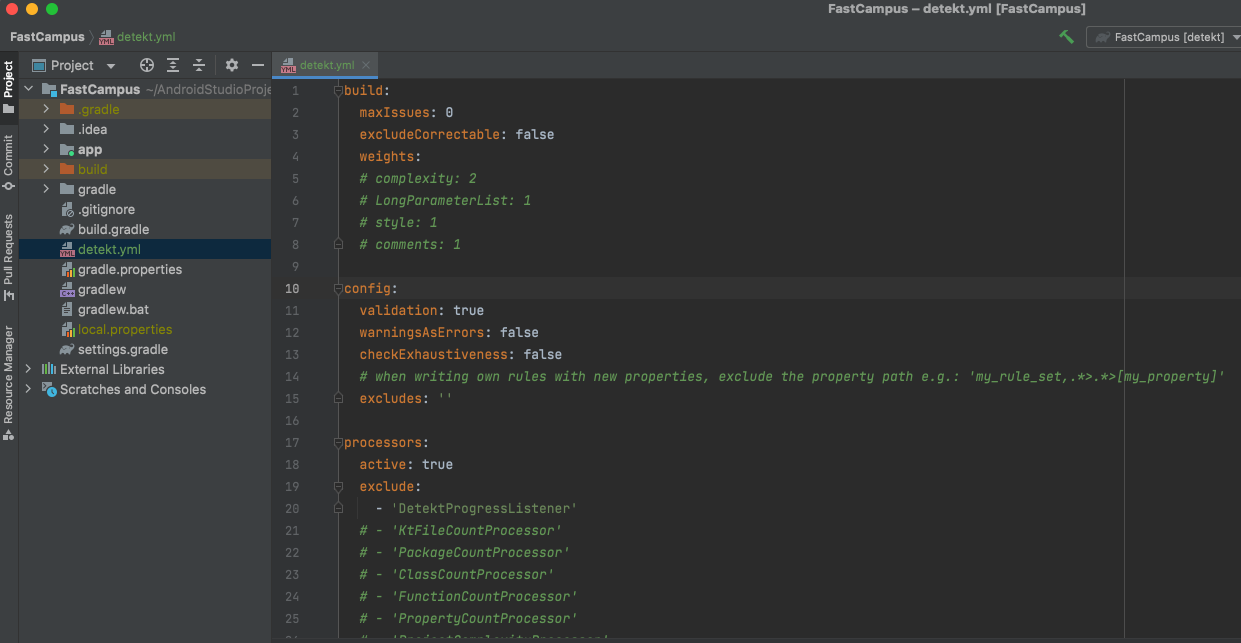 FastCampus – detekt.yml [FastCampus]
FastCampus detekt.yml
FastCampus [detekt]
Project
detekt.yml
Project
Commit
Pull Requests
Resource Manager
FastCampus ~/AndroidStudioProje
.gradle
.idea
app
build
gradle
.gitignore
build.gradle
detekt.yml
gradle.properties
gradlew
gradlew.bat
local.properties
settings.gradle
External Libraries
Scratches and Consoles
1 build:
2 maxIssues: 0
3 excludeCorrectable: false
4 weights:
5 # complexity: 2
6 # LongParameterList: 1
7 # style: 1
8 # comments: 1
9
10 config:
11 validation: true
12 warningsAsErrors: false
13 checkExhaustiveness: false
14 # when writing own rules with new properties, exclude the property path e.g.: 'my_rule_set,.*>.*>[my_property]'
15 excludes: ''
16
17 processors:
18 active: true
19 exclude:
20 - 'DetektProgressListener'
21 # - 'KtFileCountProcessor'
22 # - 'PackageCountProcessor'
23 # - 'ClassCountProcessor'
24 # - 'FunctionCountProcessor'
25 # - 'PropertyCountProcessor'